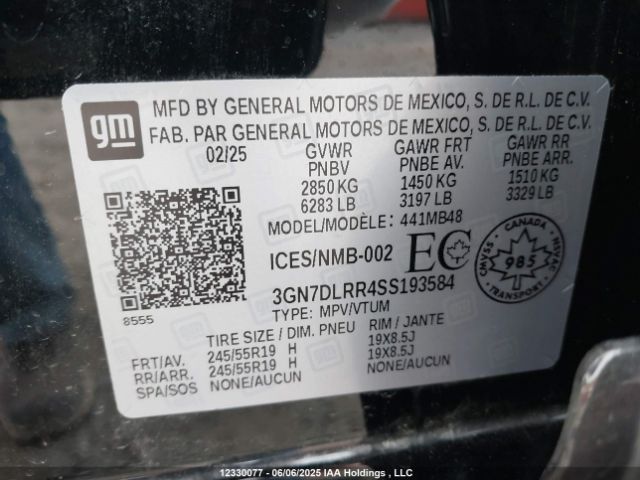 gm
MFD BY GENERAL MOTORS DE MEXICO, S. DE R.L. DE C.V.
FAB. PAR GENERAL MOTORS DE MEXICO, S. DE R.L. DE C.V.
02/25 GVWR GAWR FRT GAWR RR
PNBV PNBE AV. PNBE ARR.
2850 KG 1450 KG 1510 KG
6283 LB 3197 LB 3329 LB
MODEL/MODÈLE: 441MB48
ICES/NMB-002 EC
CANADA
CMVSS NSVAC
985
TRANSPORT
3GN7DLRR4SS193584
TYPE: MPV/VTUM
8555
TIRE SIZE / DIM. PNEU RIM / JANTE
FRT/AV. 245/55R19 H 19X8.5J
RR/ARR. 245/55R19 H 19X8.5J
SPA/SOS NONE/AUCUN NONE/AUCUN
12330077 - 06/06/2025 IAA Holdings , LLC